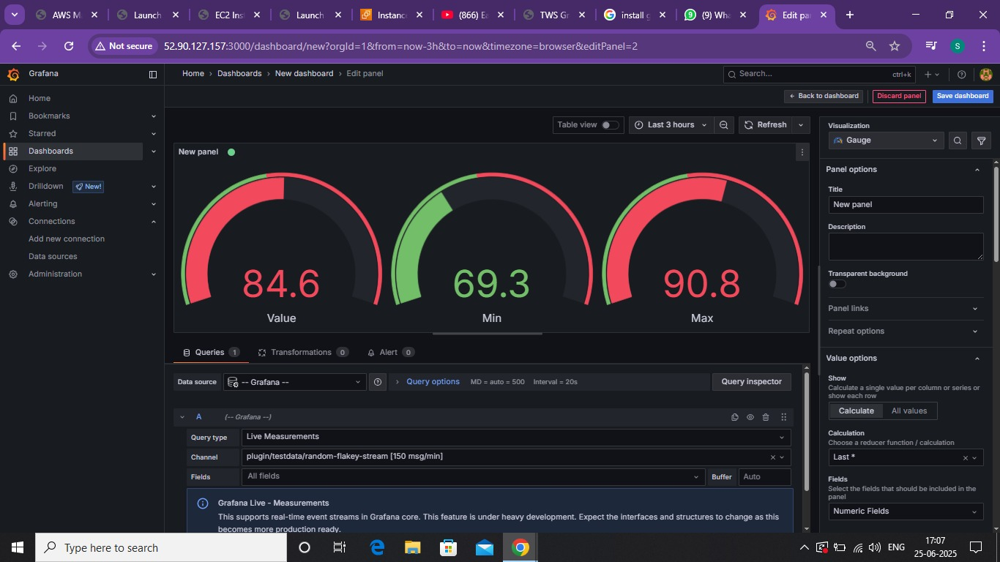 AWS M
Launch
EC2 Ins
Launch
Instanc
(866) Ea
TWS Gr
install g
(9) Wha
Edit pa
Not secure
52.90.127.157:3000/dashboard/new?orgId=1&from=now-3h&to=now&timezone=browser&editPanel=2
S
Grafana
Home › Dashboards › New dashboard › Edit panel
Search...
ctrl+k
← Back to dashboard
Discard panel
Save dashboard
Home
Bookmarks
Starred
Dashboards
Explore
Drilldown
New!
Alerting
Connections
Add new connection
Data sources
Administration
Table view
Last 3 hours
Refresh
New panel
84.6
Value
69.3
Min
90.8
Max
Queries 1
Transformations 0
Alert 0
Data source
-- Grafana --
Query options
MD = auto = 500
Interval = 20s
Query inspector
A
(-- Grafana --)
Query type
Live Measurements
Channel
plugin/testdata/random-flakey-stream [150 msg/min]
Fields
All fields
Buffer
Auto
Grafana Live - Measurements
This supports real-time event streams in Grafana core. This feature is under heavy development. Expect the interfaces and structures to change as this
becomes more production ready.
Visualization
Gauge
Panel options
Title
New panel
Description
Transparent background
Panel links
Repeat options
Value options
Show
Calculate a single value per column or series or
show each row
Calculate
All values
Calculation
Choose a reducer function / calculation
Last *
Fields
Select the fields that should be included in the
panel
Numeric Fields
Type here to search
ENG
17:07
25-06-2025